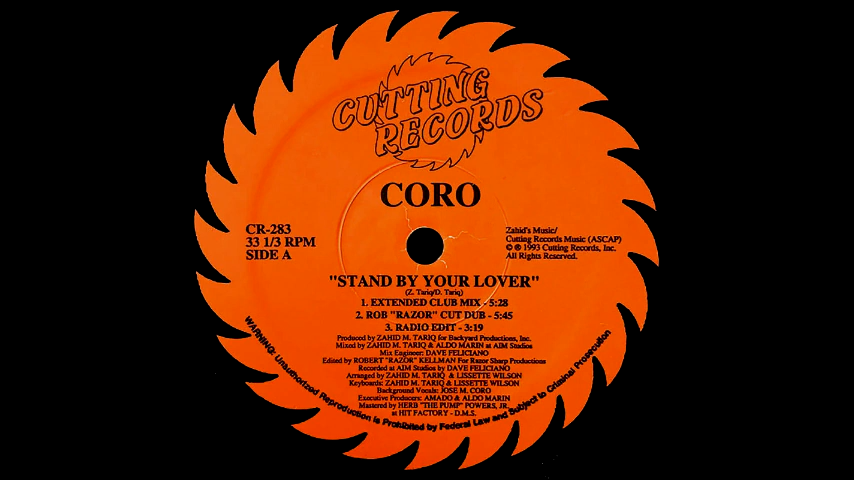 CUTTING
RECORDS
CORO
CR-283
33 1/3 RPM
SIDE A
Zahid's Music/
Cutting Records Music (ASCAP)
© ℗ 1993 Cutting Records, Inc.
All Rights Reserved.
"STAND BY YOUR LOVER"
(Z. Tariq/D. Tariq)
1. EXTENDED CLUB MIX - 5:28
2. ROB "RAZOR" CUT DUB - 5:45
3. RADIO EDIT - 3:19
Produced by ZAHID M. TARIQ for Backyard Productions, Inc.
Mixed by ZAHID M. TARIQ & ALDO MARIN at AIM Studios
Mix Engineer: DAVE FELICIANO
Edited by ROBERT "RAZOR" KELLMAN For Razor Sharp Productions
Recorded at AIM Studios by DAVE FELICIANO
Arranged by ZAHID M. TARIQ & LISSETTE WILSON
Keyboards: ZAHID M. TARIQ & LISSETTE WILSON
Background Vocals: JOSE M. CORO
Executive Producers: AMADO & ALDO MARIN
Mastered by HERB "THE PUMP" POWERS, JR.
at HIT FACTORY - D.M.S.
WARNING: Unauthorized Reproduction is Prohibited by Federal Law and Subject to Criminal Prosecution